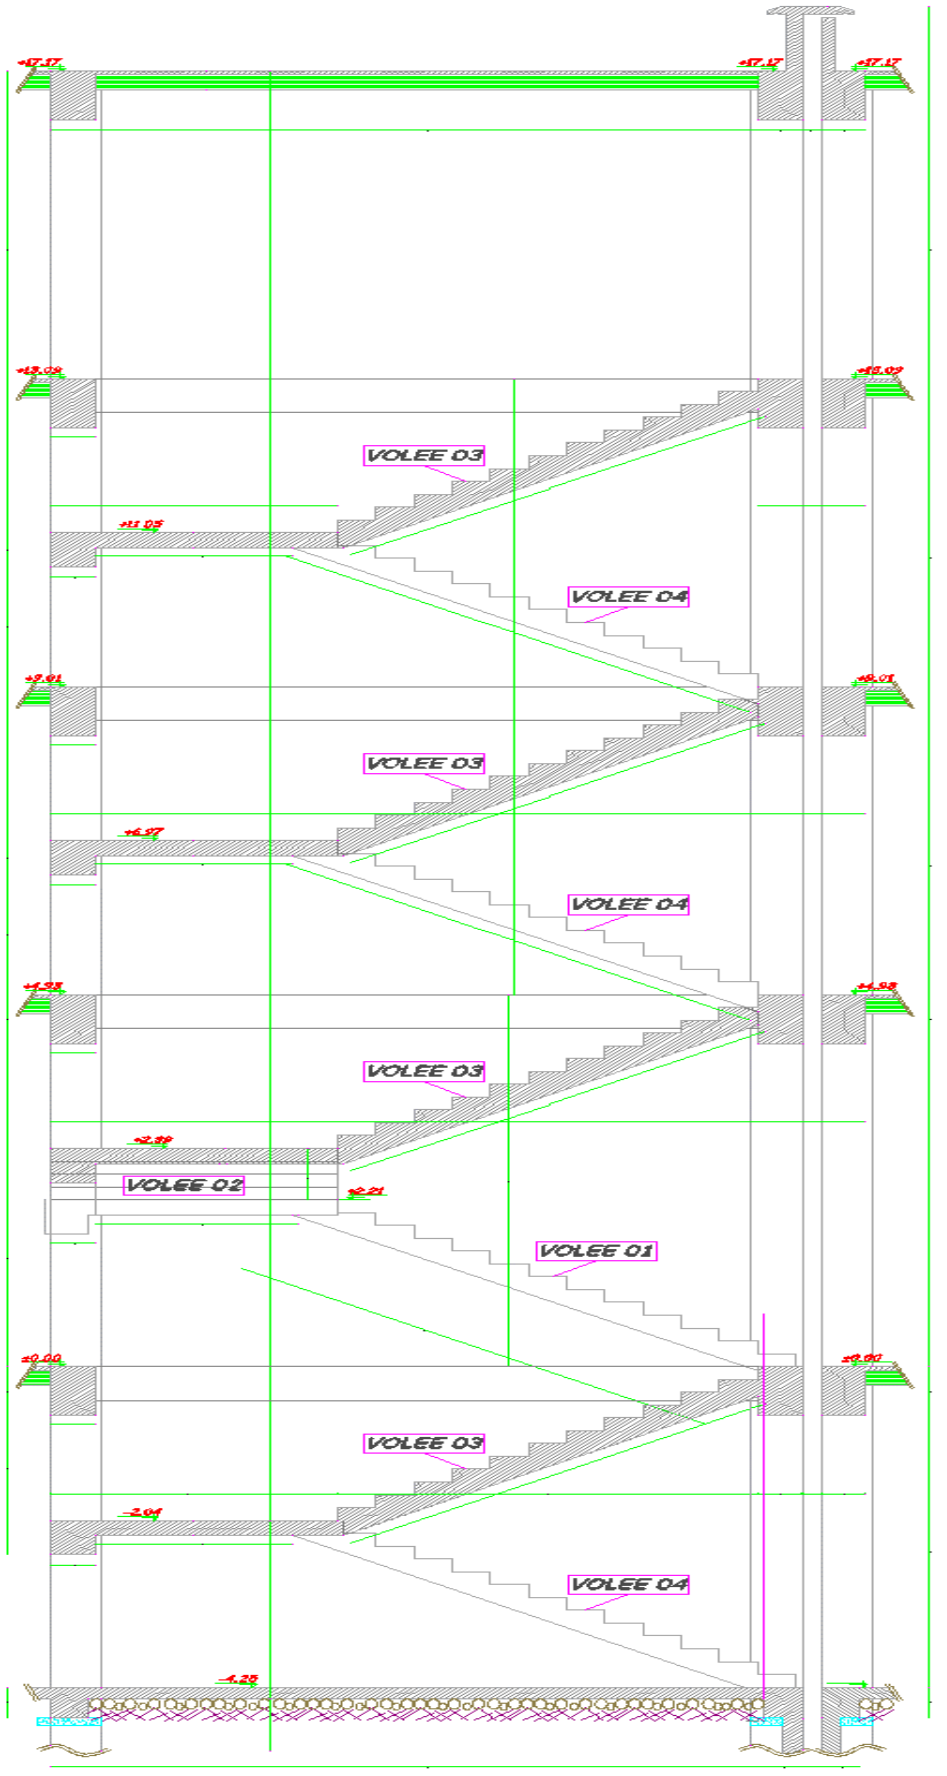 +17.17 +17.17 +17.17
+13.09 +13.09
VOLEE 03
+11.05
VOLEE 04
+9.01 +9.01
VOLEE 03
+6.97
VOLEE 04
+4.93 +4.93
VOLEE 03
+2.89
VOLEE 02
+2.21
VOLEE 01
±0.00 ±0.00
VOLEE 03
-2.04
VOLEE 04
-4.25